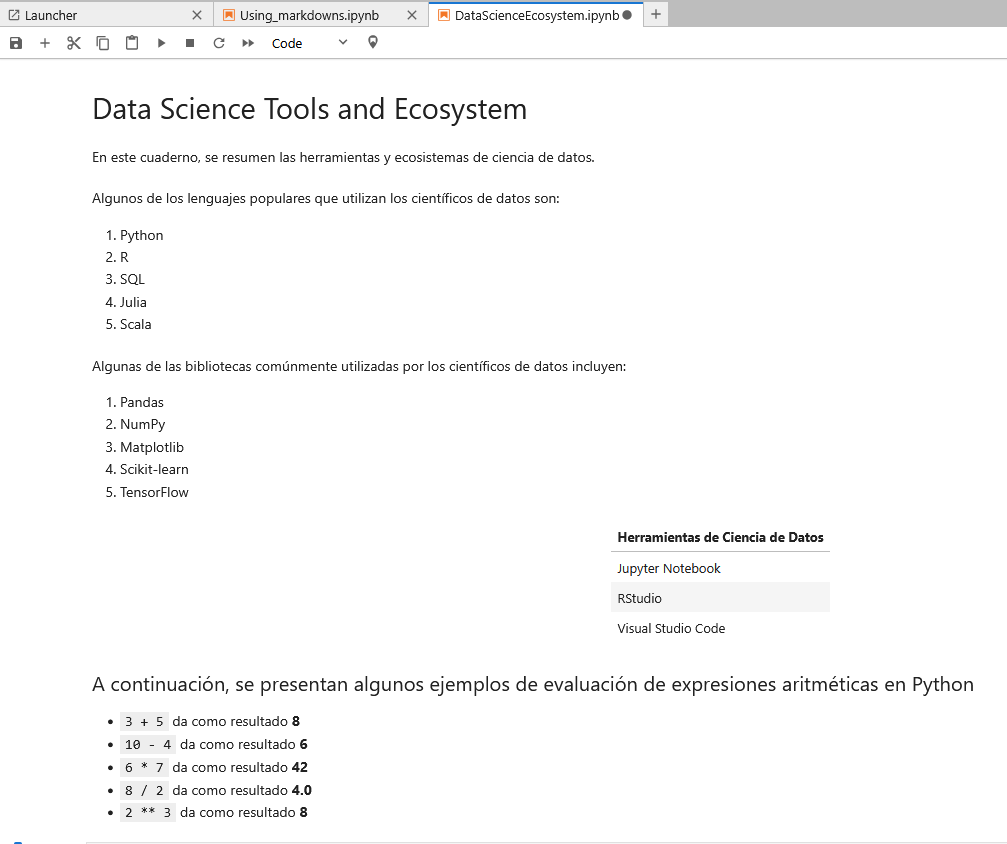 Launcher
Using_markdowns.ipynb
DataScienceEcosystem.ipynb
Code
Data Science Tools and Ecosystem
En este cuaderno, se resumen las herramientas y ecosistemas de ciencia de datos.
Algunos de los lenguajes populares que utilizan los científicos de datos son:
1. Python
2. R
3. SQL
4. Julia
5. Scala
Algunas de las bibliotecas comúnmente utilizadas por los científicos de datos incluyen:
1. Pandas
2. NumPy
3. Matplotlib
4. Scikit-learn
5. TensorFlow
Herramientas de Ciencia de Datos
Jupyter Notebook
RStudio
Visual Studio Code
A continuación, se presentan algunos ejemplos de evaluación de expresiones aritméticas en Python
• 3 + 5 da como resultado 8
• 10 - 4 da como resultado 6
• 6 * 7 da como resultado 42
• 8 / 2 da como resultado 4.0
• 2 ** 3 da como resultado 8